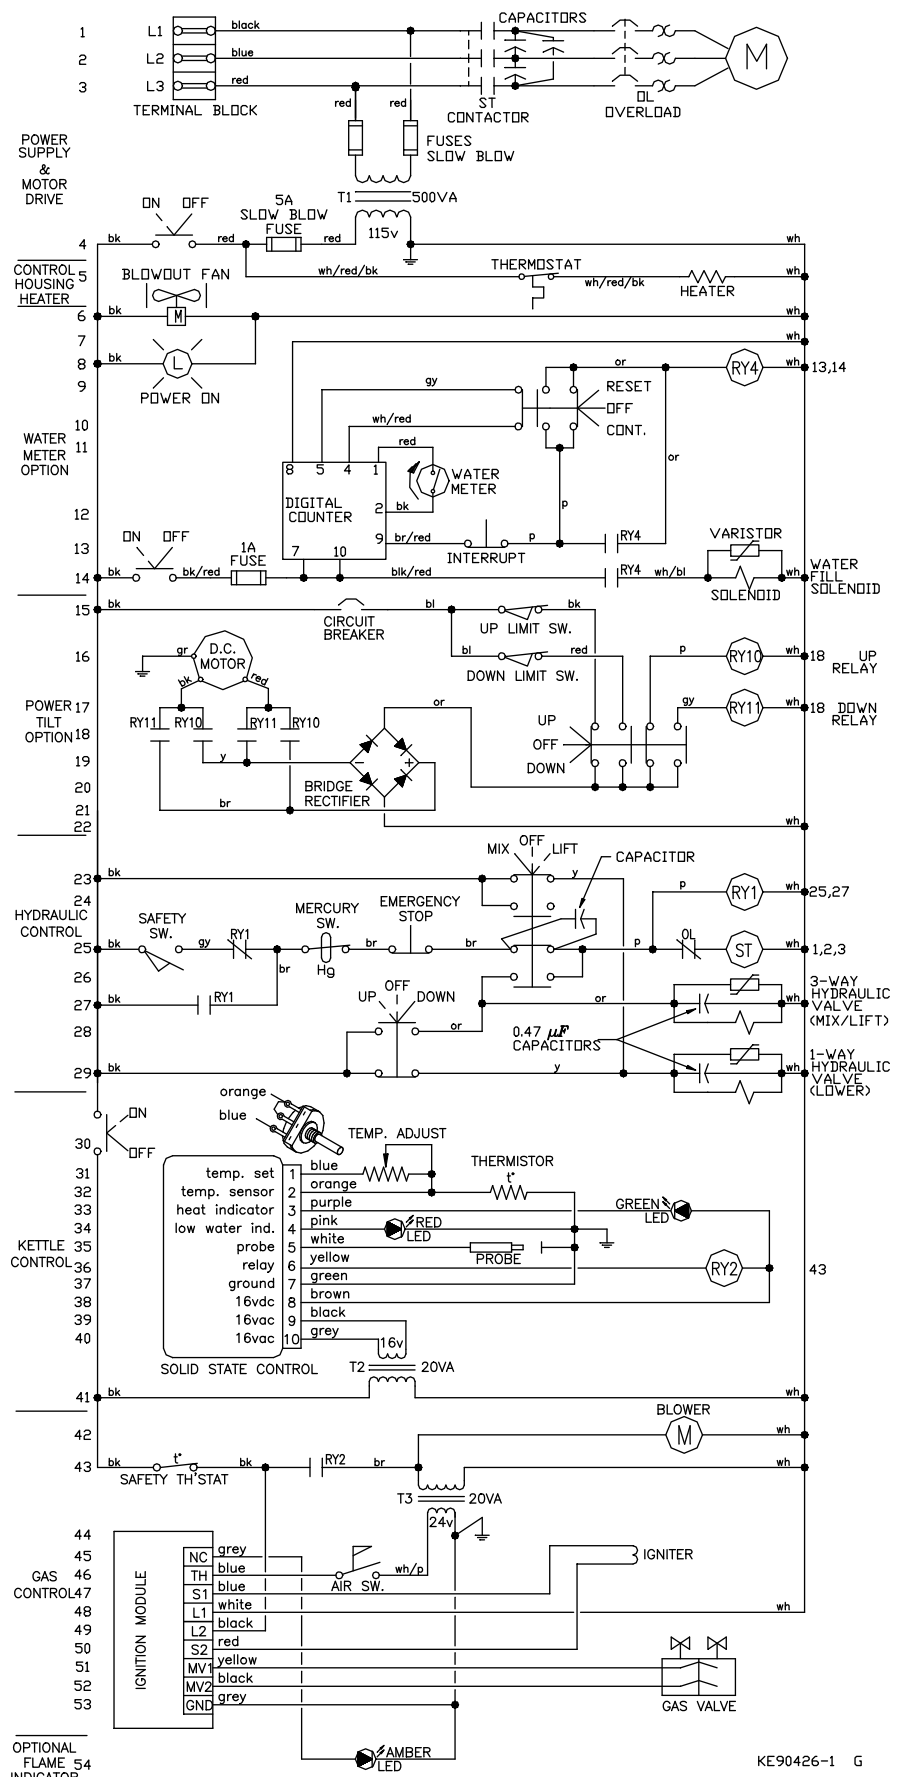 CAPACITORS
1 L1 black
2 L2 blue
3 L3 red
M
TERMINAL BLOCK
ST
CONTACTOR
OL
OVERLOAD
red red
FUSES
SLOW BLOW
POWER
SUPPLY
&
MOTOR
DRIVE
T1 500VA
115v
ON OFF
5A
SLOW BLOW
FUSE
4 bk red red wh
CONTROL
HOUSING
HEATER
5 wh/red/bk THERMOSTAT wh/red/bk HEATER wh
BLOWOUT FAN
6 bk M wh
7 wh
8 bk L or RY4 wh 13,14
POWER ON
9 gy RESET
OFF
CONT.
10 wh/red
11 red
WATER
METER
OPTION
8 5 4 1
WATER
METER
or
DIGITAL
COUNTER
2 bk
p
12
9 br/red INTERRUPT p RY4
7 10
13 ON OFF
1A
FUSE
VARISTOR
14 bk bk/red blk/red RY4 wh/bl SOLENOID wh
WATER
FILL
SOLENOID
15 bk bl bk
CIRCUIT
BREAKER
UP LIMIT SW.
16 gr D.C.
MOTOR
bk red
bl red
DOWN LIMIT SW.
p RY10 wh 18 UP
RELAY
POWER
TILT
OPTION
17 or gy RY11 wh 18 DOWN
RELAY
RY11 RY10 RY11 RY10
18 UP
OFF
DOWN
19 y - +
BRIDGE
RECTIFIER
20
21 br
22 wh
OFF
MIX LIFT
CAPACITOR
23 bk y
24 p RY1 wh 25,27
HYDRAULIC
CONTROL
SAFETY
SW.
RY1
MERCURY
SW.
EMERGENCY
STOP
OL
25 bk gy br br p ST wh 1,2,3
Hg
br
26
27 bk RY1
OFF
UP DOWN
or wh
3-WAY
HYDRAULIC
VALVE
(MIX/LIFT)
28 or
0.47 µF
CAPACITORS
29 y wh
1-WAY
HYDRAULIC
VALVE
(LOWER)
ON
30 OFF
orange
blue
TEMP. ADJUST
THERMISTOR
t°
31 temp. set 1 blue
32 temp. sensor 2 orange
33 heat indicator 3 purple GREEN
LED
34 low water ind. 4 pink RED
LED
35 probe 5 white PROBE
KETTLE
CONTROL
36 relay 6 yellow RY2 43
37 ground 7 green
38 16vdc 8 brown
39 16vac 9 black
40 16vac 10 grey
16v
SOLID STATE CONTROL
T2 20VA
41 bk wh
BLOWER
42 M wh
43 bk t° bk RY2 br wh
SAFETY TH'STAT
T3 20VA
24v
44
45 NC grey
46 TH blue wh/p
AIR SW.
IGNITER
GAS
CONTROL
47 S1 blue
48 L1 white wh
49 L2 black
50 S2 red
51 MV1 yellow
52 MV2 black
53 GND grey
IGNITION MODULE
GAS VALVE
OPTIONAL
FLAME
INDICATOR
54 AMBER
LED
KE90426-1 G